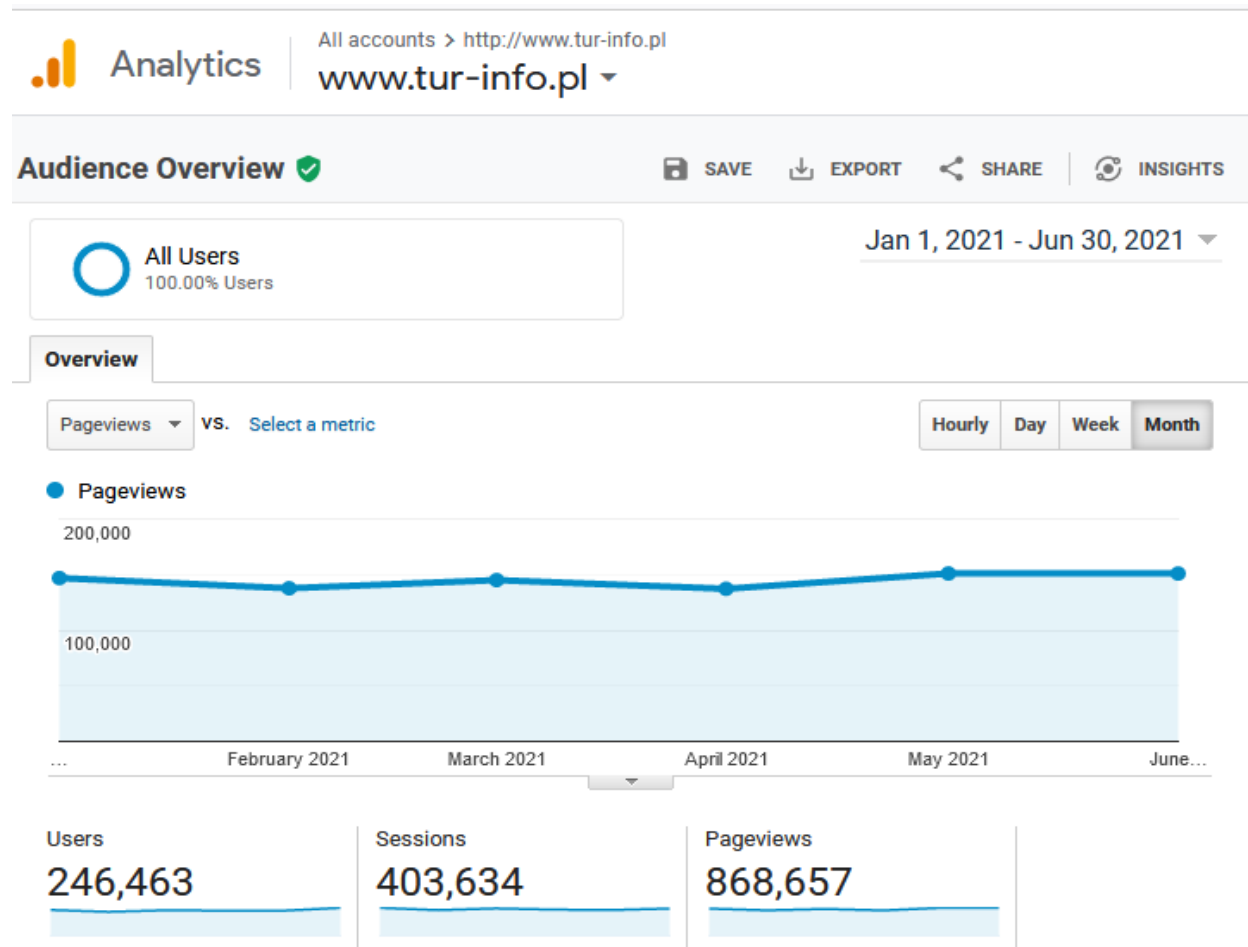 All accounts > http://www.tur-info.pl
Analytics
www.tur-info.pl
Audience Overview
SAVE EXPORT SHARE INSIGHTS
All Users
100.00% Users
Jan 1, 2021 - Jun 30, 2021
Overview
Pageviews VS. Select a metric
Hourly Day Week Month
Pageviews
200,000
100,000
... February 2021 March 2021 April 2021 May 2021 June...
Users Sessions Pageviews
246,463 403,634 868,657